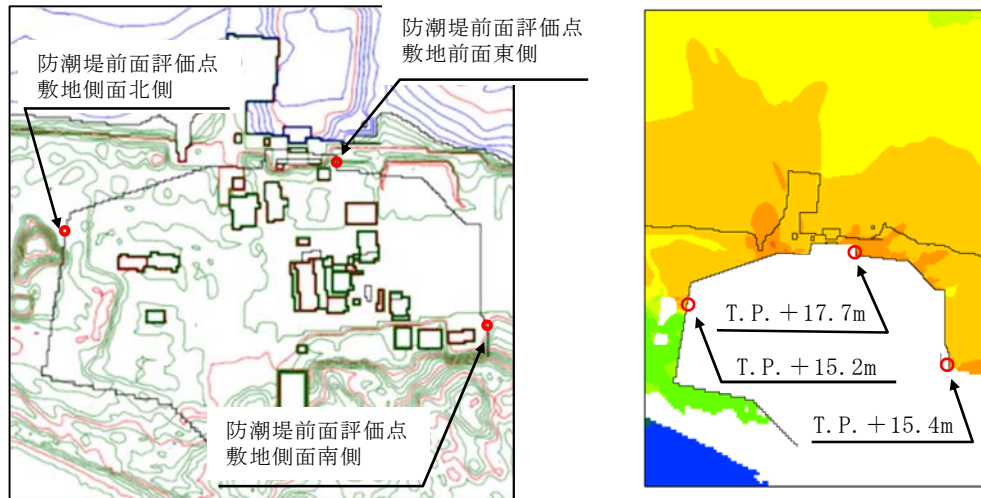 防潮堤前面評価点
敷地側面北側
防潮堤前面評価点
敷地前面東側
防潮堤前面評価点
敷地側面南側
T.P.+17.7m
T.P.+15.2m
T.P.+15.4m